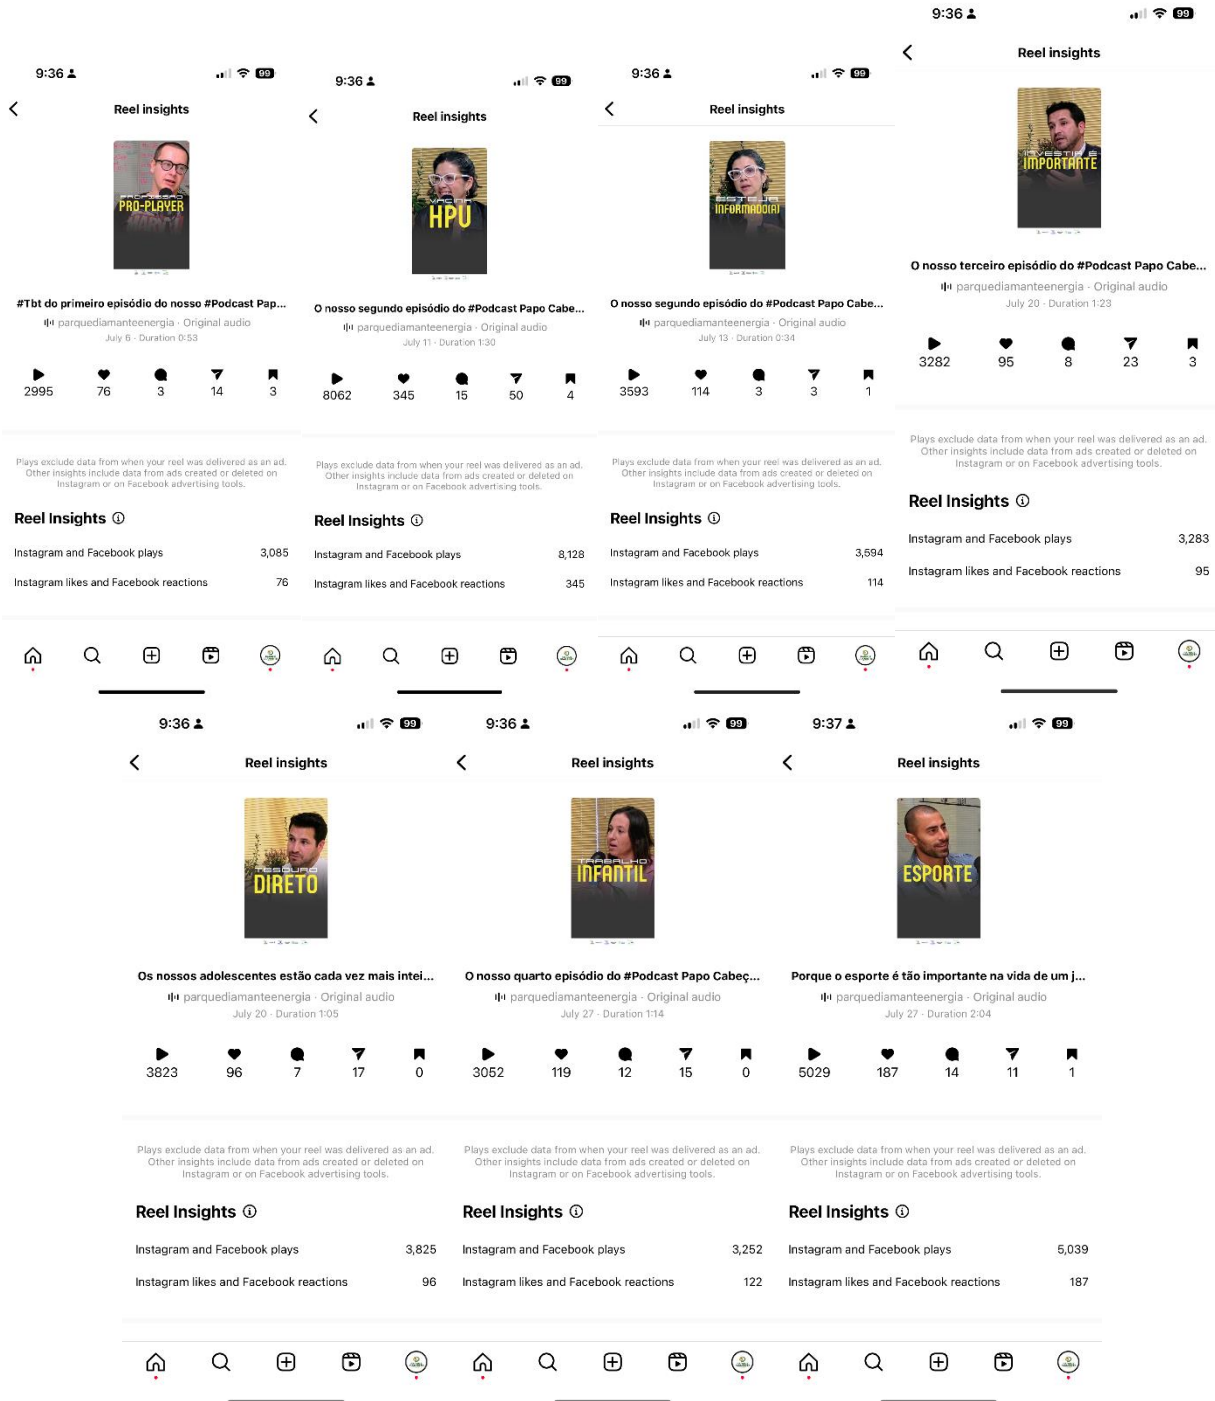 9:36
99
Reel insights
PROFISSÃO
PRO-PLAYER
#Tbt do primeiro episódio do nosso #Podcast Pap...
parquediamanteenergia · Original audio
July 6 · Duration 0:53
2995 76 3 14 3
Plays exclude data from when your reel was delivered as an ad.
Other insights include data from ads created or deleted on
Instagram or on Facebook advertising tools.
Reel Insights
Instagram and Facebook plays 3,085
Instagram likes and Facebook reactions 76
9:36
99
Reel insights
VACINA
HPV
O nosso segundo episódio do #Podcast Papo Cabe...
parquediamanteenergia · Original audio
July 11 · Duration 1:30
8062 345 15 50 4
Plays exclude data from when your reel was delivered as an ad.
Other insights include data from ads created or deleted on
Instagram or on Facebook advertising tools.
Reel Insights
Instagram and Facebook plays 8,128
Instagram likes and Facebook reactions 345
9:36
99
Reel insights
ESTEJA
INFORMADO(A)
O nosso segundo episódio do #Podcast Papo Cabe...
parquediamanteenergia · Original audio
July 13 · Duration 0:34
3593 114 3 3 1
Plays exclude data from when your reel was delivered as an ad.
Other insights include data from ads created or deleted on
Instagram or on Facebook advertising tools.
Reel Insights
Instagram and Facebook plays 3,594
Instagram likes and Facebook reactions 114
9:36
99
Reel insights
INVESTIR É
IMPORTANTE
O nosso terceiro episódio do #Podcast Papo Cabe...
parquediamanteenergia · Original audio
July 20 · Duration 1:23
3282 95 8 23 3
Plays exclude data from when your reel was delivered as an ad.
Other insights include data from ads created or deleted on
Instagram or on Facebook advertising tools.
Reel Insights
Instagram and Facebook plays 3,283
Instagram likes and Facebook reactions 95
9:36
99
Reel insights
TESOURO
DIRETO
Os nossos adolescentes estão cada vez mais intei...
parquediamanteenergia · Original audio
July 20 · Duration 1:05
3823 96 7 17 0
Plays exclude data from when your reel was delivered as an ad.
Other insights include data from ads created or deleted on
Instagram or on Facebook advertising tools.
Reel Insights
Instagram and Facebook plays 3,825
Instagram likes and Facebook reactions 96
9:36
99
Reel insights
TRABALHO
INFANTIL
O nosso quarto episódio do #Podcast Papo Cabeç...
parquediamanteenergia · Original audio
July 27 · Duration 1:14
3052 119 12 15 0
Plays exclude data from when your reel was delivered as an ad.
Other insights include data from ads created or deleted on
Instagram or on Facebook advertising tools.
Reel Insights
Instagram and Facebook plays 3,252
Instagram likes and Facebook reactions 122
9:37
99
Reel insights
ESPORTE
Porque o esporte é tão importante na vida de um j...
parquediamanteenergia · Original audio
July 27 · Duration 2:04
5029 187 14 11 1
Plays exclude data from when your reel was delivered as an ad.
Other insights include data from ads created or deleted on
Instagram or on Facebook advertising tools.
Reel Insights
Instagram and Facebook plays 5,039
Instagram likes and Facebook reactions 187